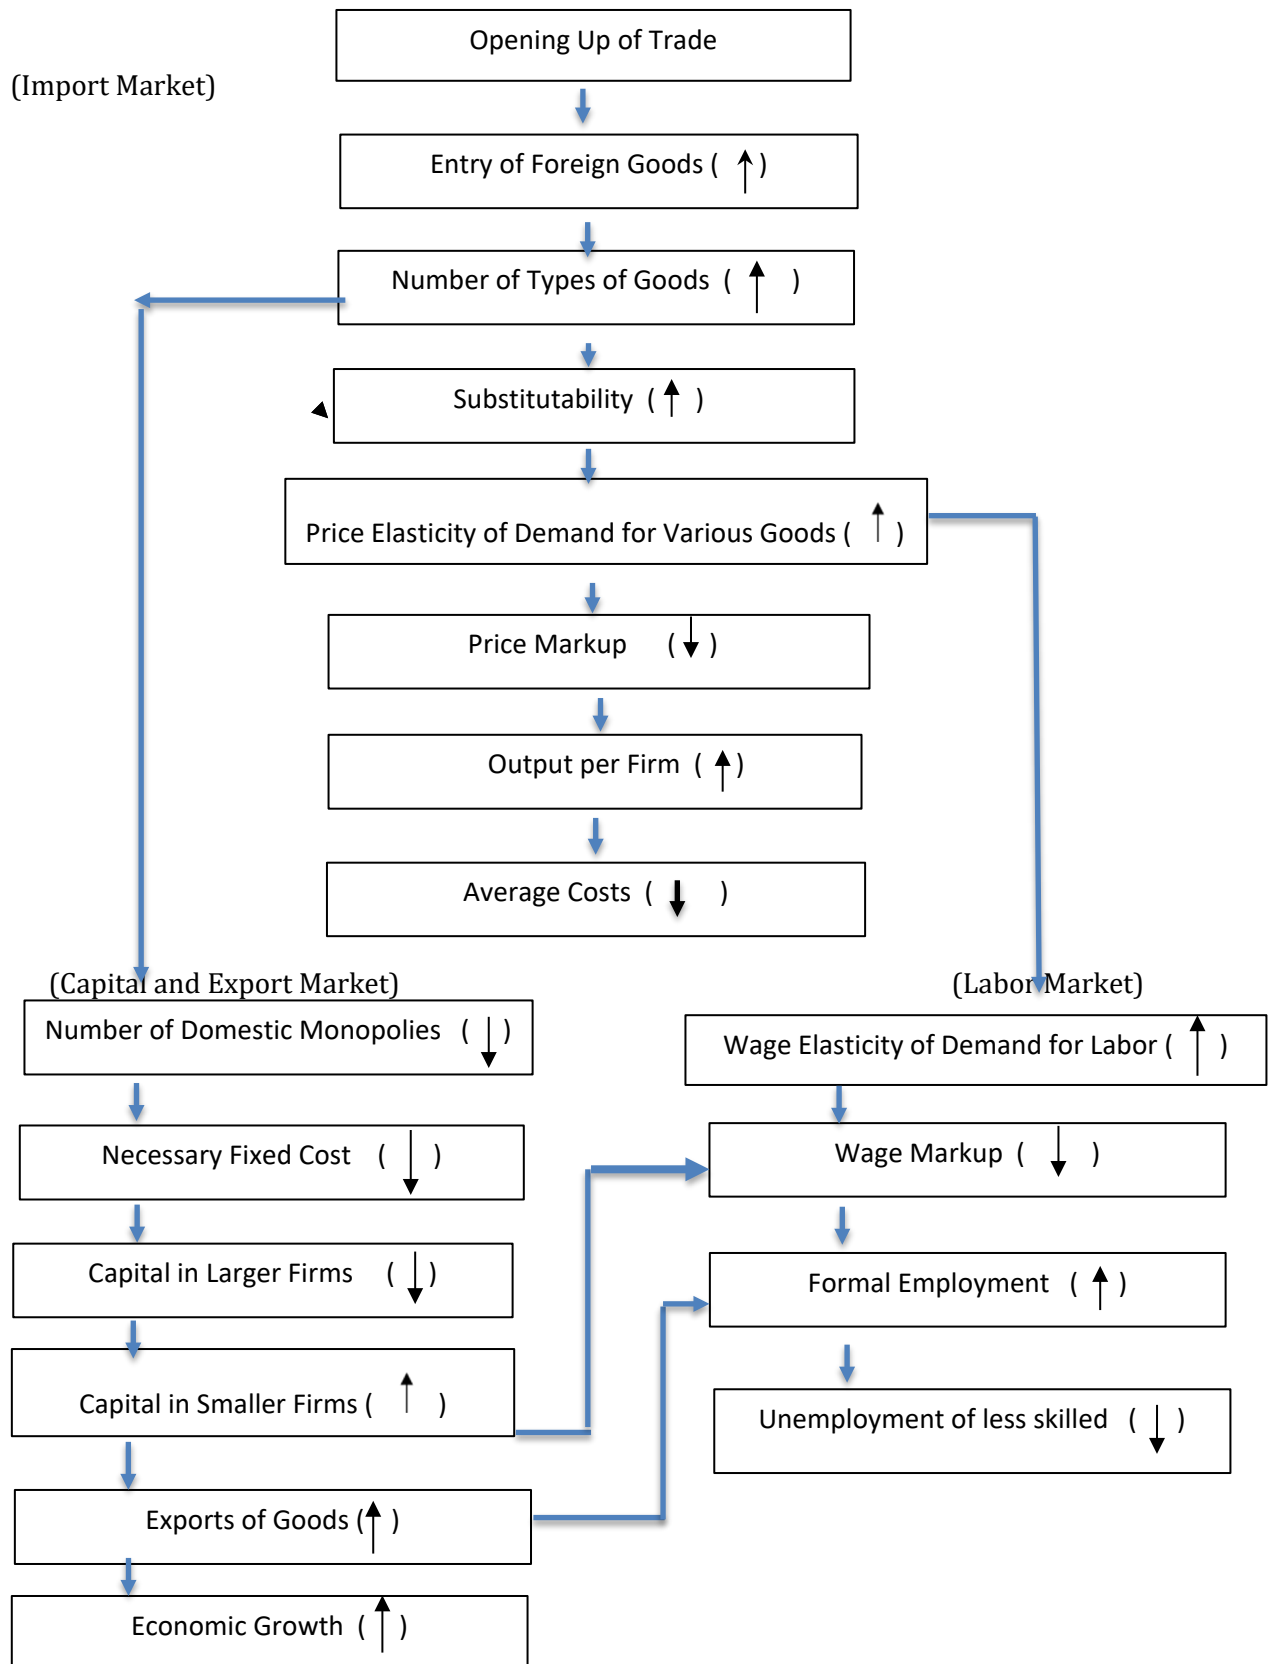 Opening Up of Trade
(Import Market)
Entry of Foreign Goods ( ↑ )
Number of Types of Goods ( ↑ )
Substitutability ( ↑ )
Price Elasticity of Demand for Various Goods ( ↑ )
Price Markup ( ↓ )
Output per Firm ( ↑ )
Average Costs ( ↓ )
(Capital and Export Market)
Number of Domestic Monopolies ( ↓ )
Necessary Fixed Cost ( ↓ )
Capital in Larger Firms ( ↓ )
Capital in Smaller Firms ( ↑ )
Exports of Goods ( ↑ )
Economic Growth ( ↑ )
(Labor Market)
Wage Elasticity of Demand for Labor ( ↑ )
Wage Markup ( ↓ )
Formal Employment ( ↑ )
Unemployment of less skilled ( ↓ )